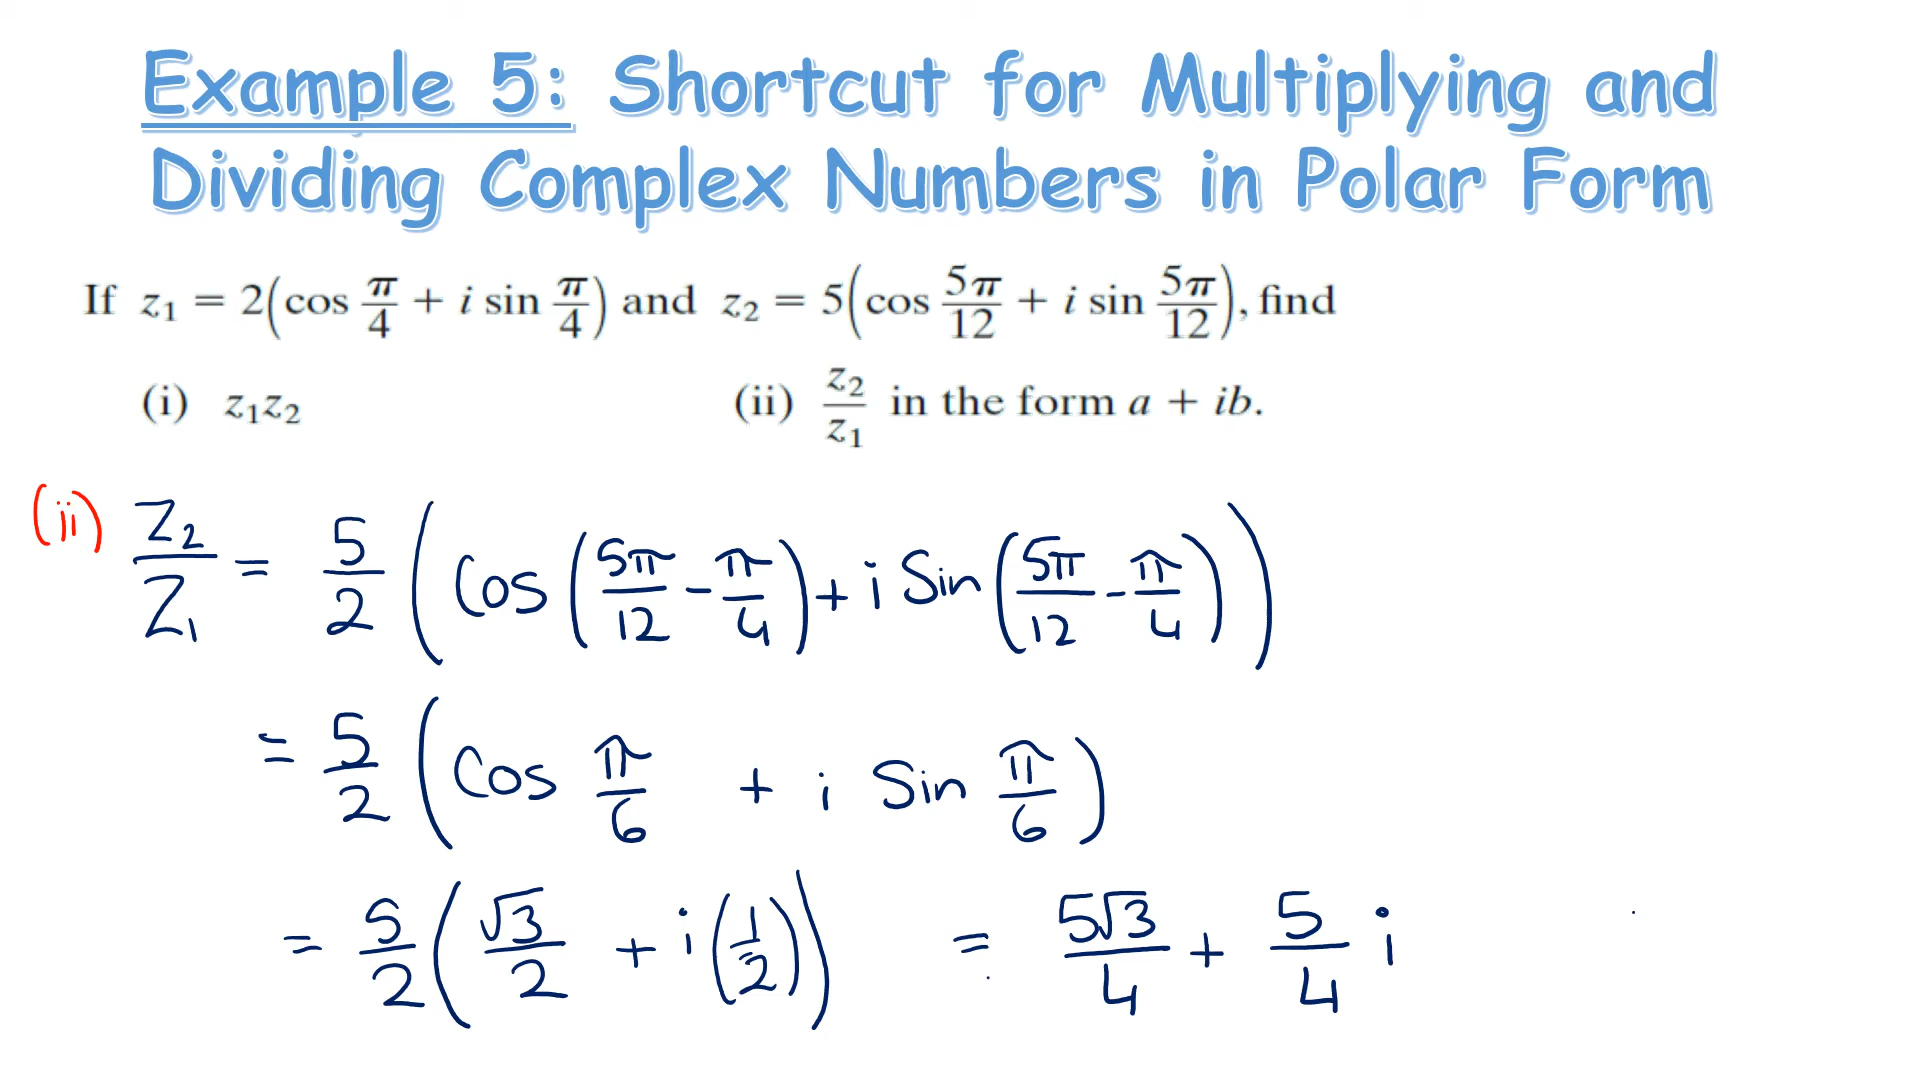 Example 5: Shortcut for Multiplying and
Dividing Complex Numbers in Polar Form
If z₁ = 2(cos π/4 + i sin π/4) and z₂ = 5(cos 5π/12 + i sin 5π/12), find
(i) z₁z₂ (ii) z₂/z₁ in the form a + ib.
(ii) Z₂/Z₁ = 5/2 (Cos (5π/12 - π/4) + i Sin (5π/12 - π/4))
= 5/2 (Cos π/6 + i Sin π/6)
= 5/2 (√3/2 + i (1/2)) = 5√3/4 + 5/4 i